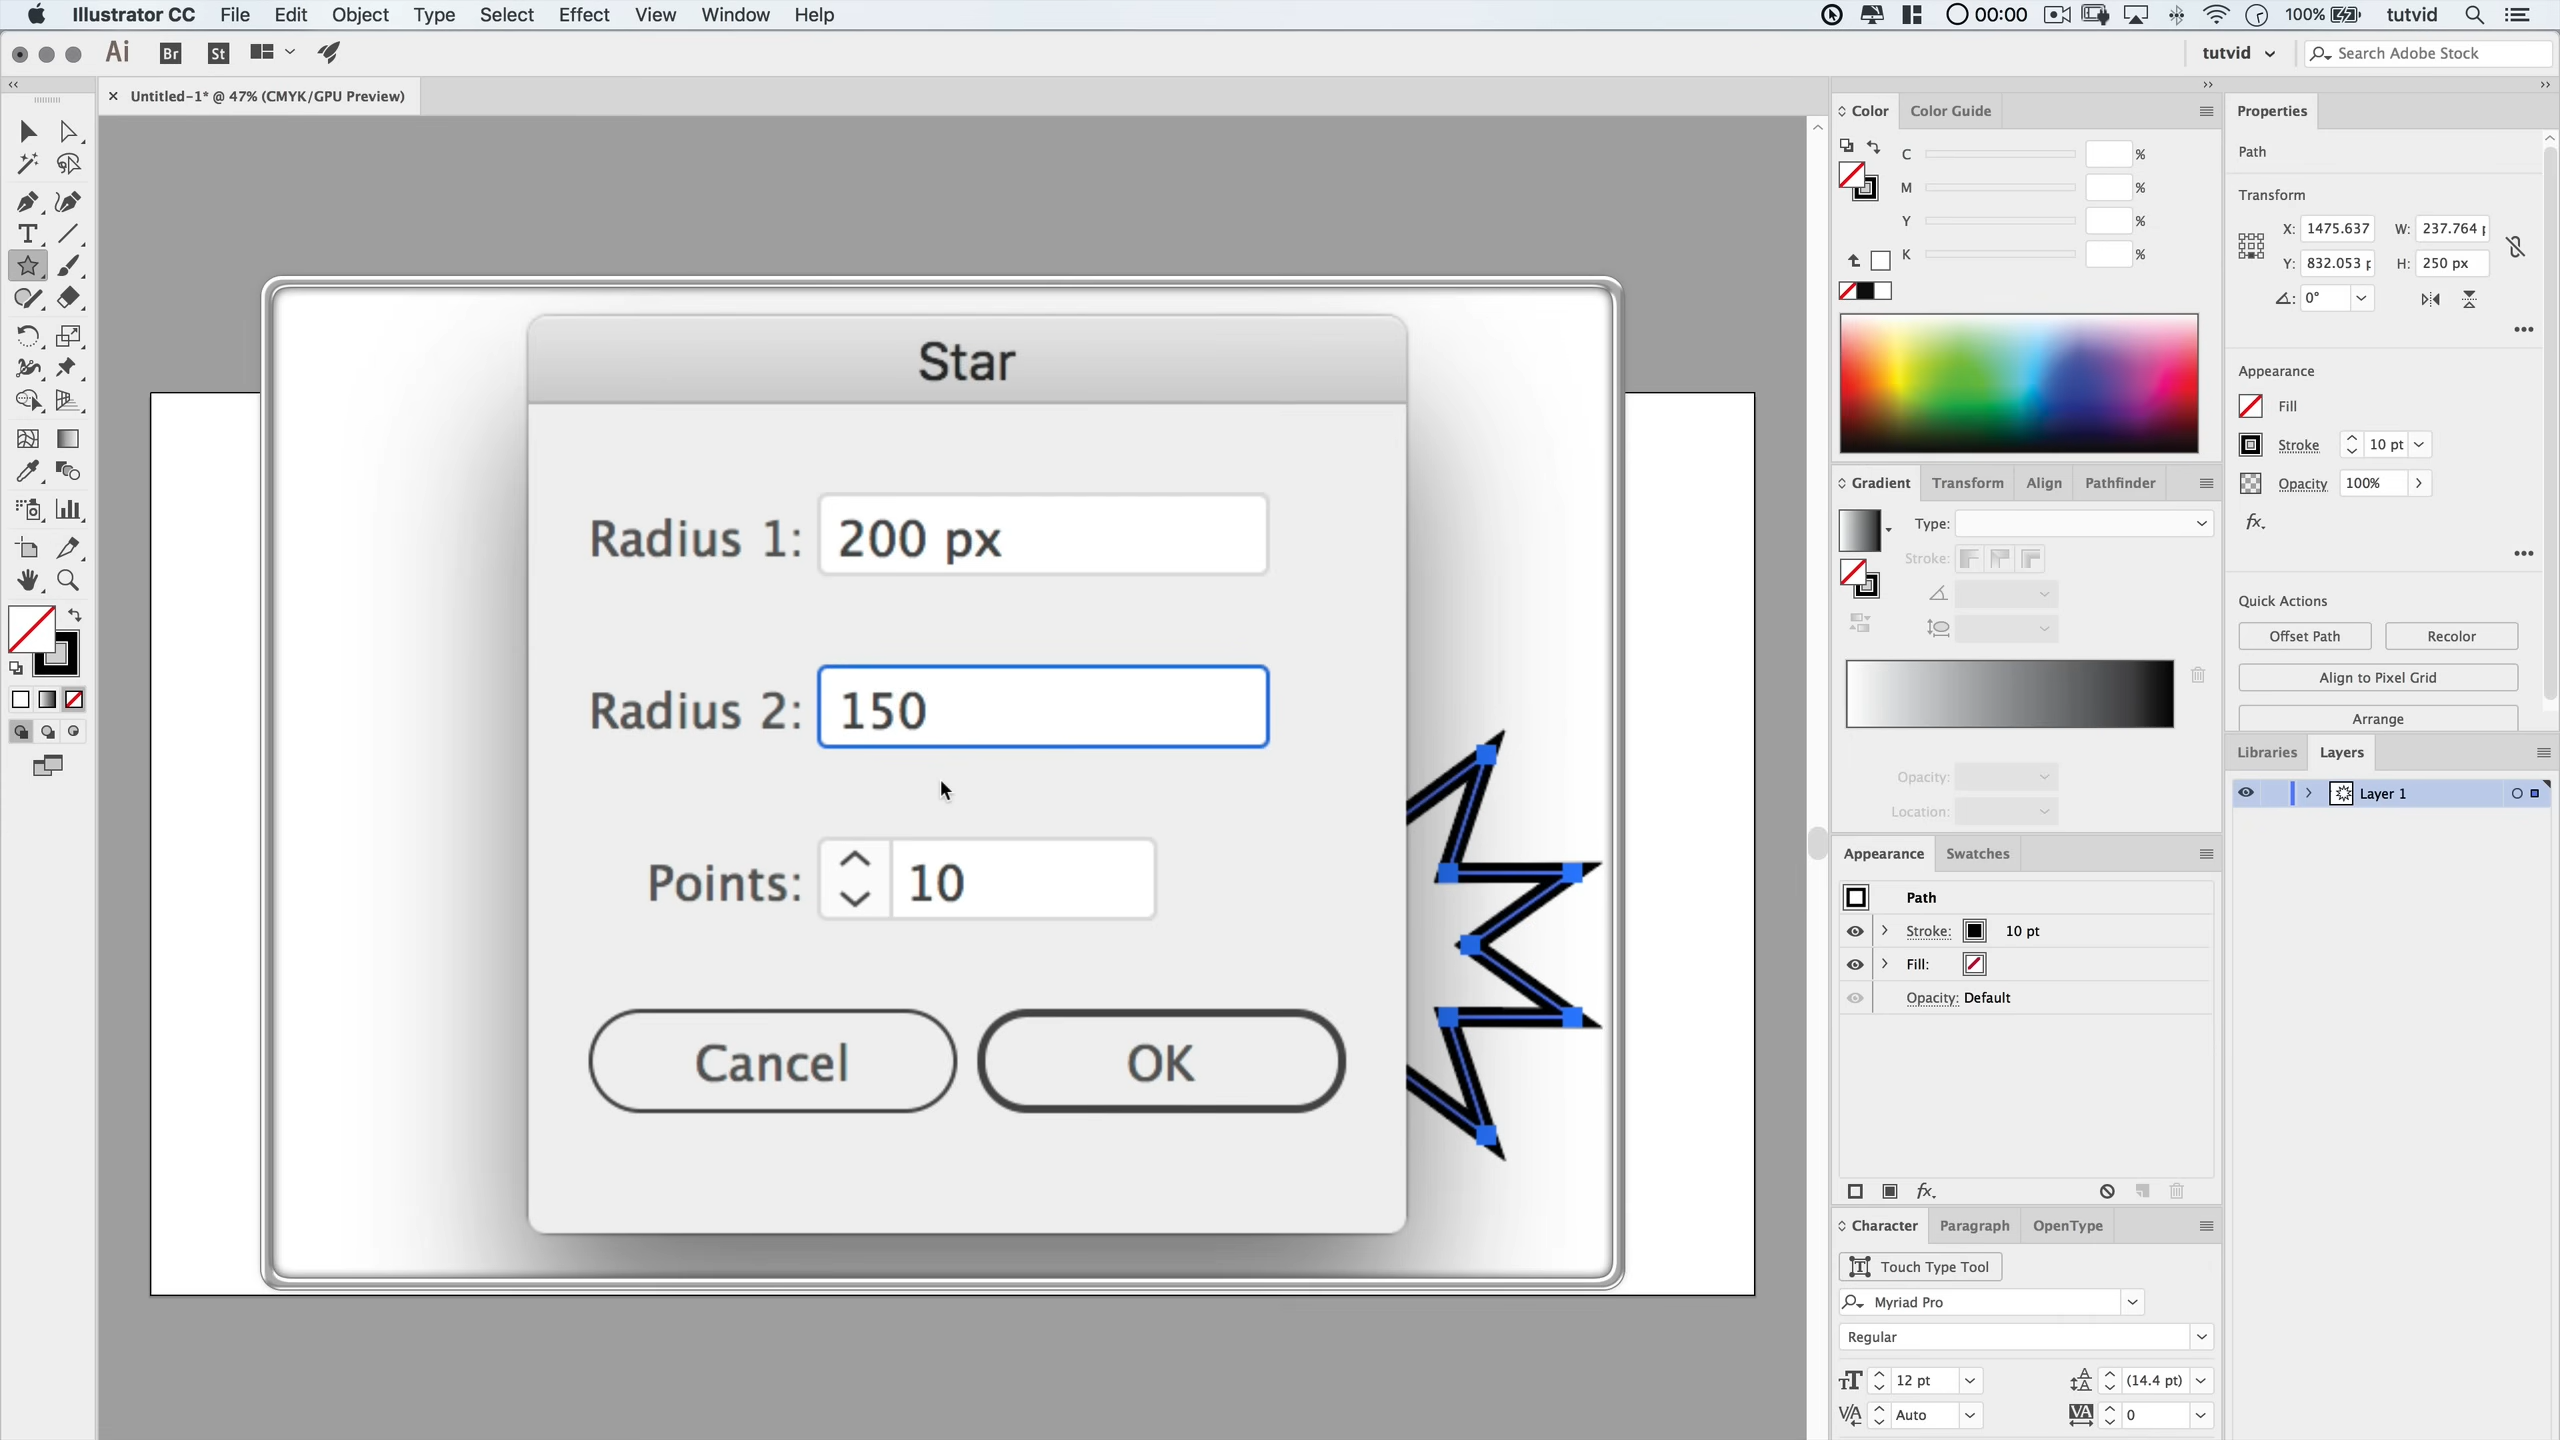 Illustrator CC File Edit Object Type Select Effect View Window Help 00:00 100% tutvid
Ai Br St tutvid Search Adobe Stock
× Untitled-1* @ 47% (CMYK/GPU Preview)
Color Color Guide
C %
M %
Y %
K %
Gradient Transform Align Pathfinder
Type:
Stroke:
Opacity:
Location:
Appearance Swatches
Path
Stroke: 10 pt
Fill:
Opacity: Default
fx.
Character Paragraph OpenType
Touch Type Tool
Myriad Pro
Regular
12 pt (14.4 pt)
Auto 0
Properties
Path
Transform
X: 1475.637 W: 237.764 p
Y: 832.053 p H: 250 px
0°
Appearance
Fill
Stroke 10 pt
Opacity 100%
fx.
Quick Actions
Offset Path Recolor
Align to Pixel Grid
Arrange
Libraries Layers
Layer 1
Star
Radius 1: 200 px
Radius 2: 150
Points: 10
Cancel OK